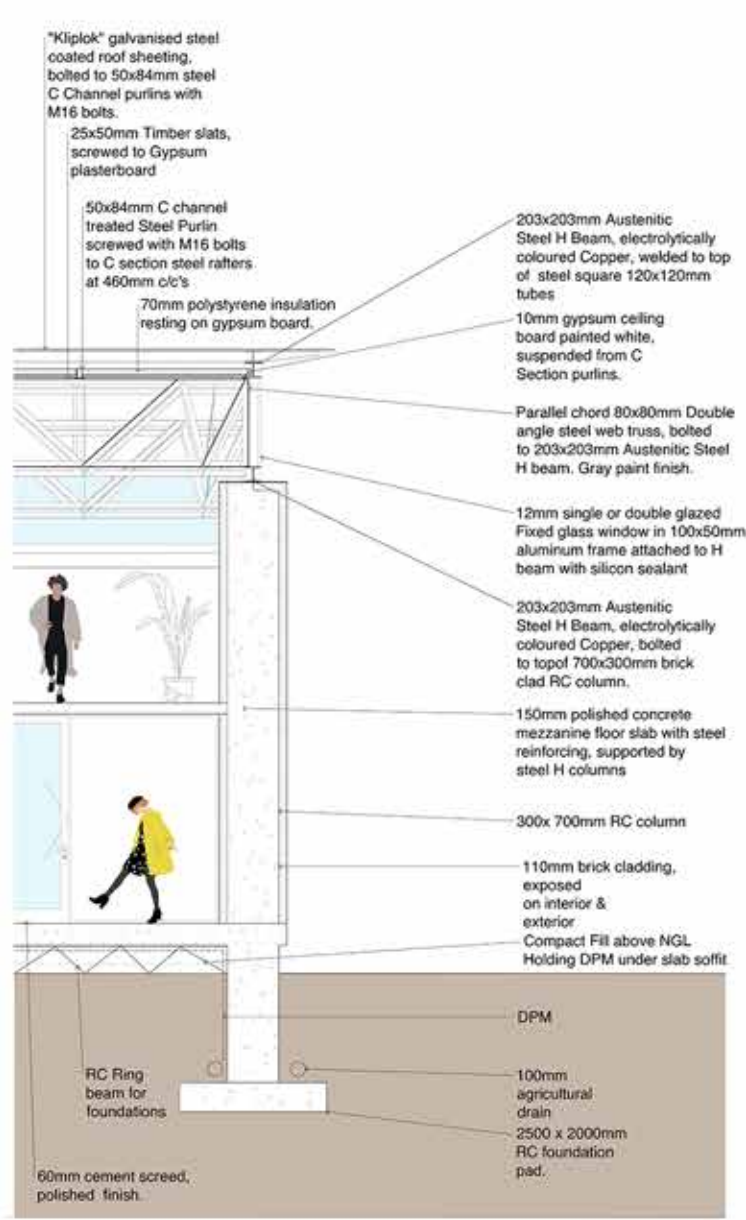 "Kliplok" galvanised steel
coated roof sheeting,
bolted to 50x84mm steel
C Channel purlins with
M16 bolts.
25x50mm Timber slats,
screwed to Gypsum
plasterboard
50x84mm C channel
treated Steel Purlin
screwed with M16 bolts
to C section steel rafters
at 460mm c/c's
70mm polystyrene insulation
resting on gypsum board.
203x203mm Austenitic
Steel H Beam, electrolytically
coloured Copper, welded to top
of steel square 120x120mm
tubes
10mm gypsum ceiling
board painted white,
suspended from C
Section purlins.
Parallel chord 80x80mm Double
angle steel web truss, bolted
to 203x203mm Austenitic Steel
H beam. Gray paint finish.
12mm single or double glazed
Fixed glass window in 100x50mm
aluminum frame attached to H
beam with silicon sealant
203x203mm Austenitic
Steel H Beam, electrolytically
coloured Copper, bolted
to topof 700x300mm brick
clad RC column.
150mm polished concrete
mezzanine floor slab with steel
reinforcing, supported by
steel H columns
300x 700mm RC column
110mm brick cladding,
exposed
on interior &
exterior
Compact Fill above NGL
Holding DPM under slab soffit
DPM
RC Ring
beam for
foundations
100mm
agricultural
drain
2500 x 2000mm
RC foundation
pad.
60mm cement screed,
polished finish.